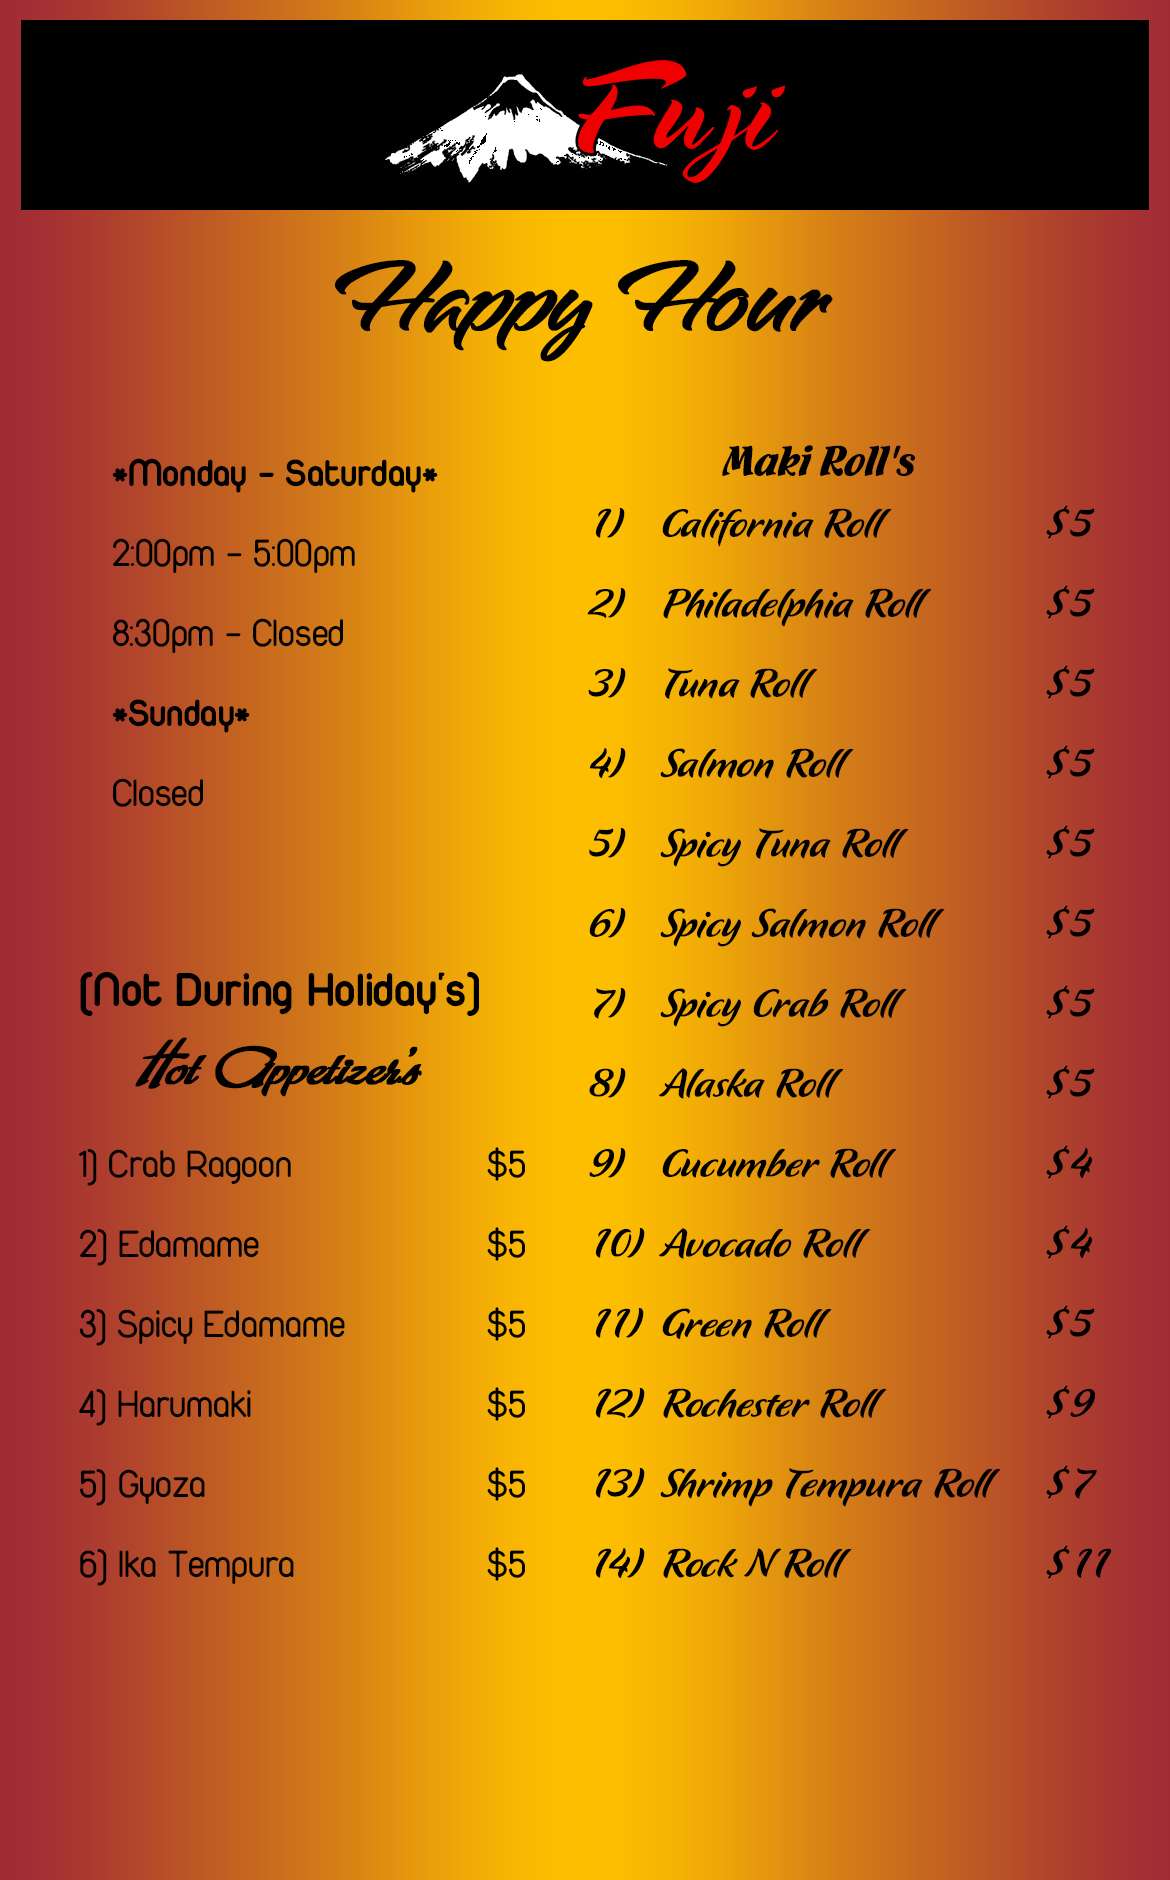 Fuji
Happy Hour
*Monday - Saturday*
2:00pm - 5:00pm
8:30pm - Closed
*Sunday*
Closed
(Not During Holiday's)
Hot Appetizer's
1) Crab Ragoon $5
2) Edamame $5
3) Spicy Edamame $5
4) Harumaki $5
5) Gyoza $5
6) Ika Tempura $5
Maki Roll's
1) California Roll $5
2) Philadelphia Roll $5
3) Tuna Roll $5
4) Salmon Roll $5
5) Spicy Tuna Roll $5
6) Spicy Salmon Roll $5
7) Spicy Crab Roll $5
8) Alaska Roll $5
9) Cucumber Roll $4
10) Avocado Roll $4
11) Green Roll $5
12) Rochester Roll $9
13) Shrimp Tempura Roll $7
14) Rock N Roll $11